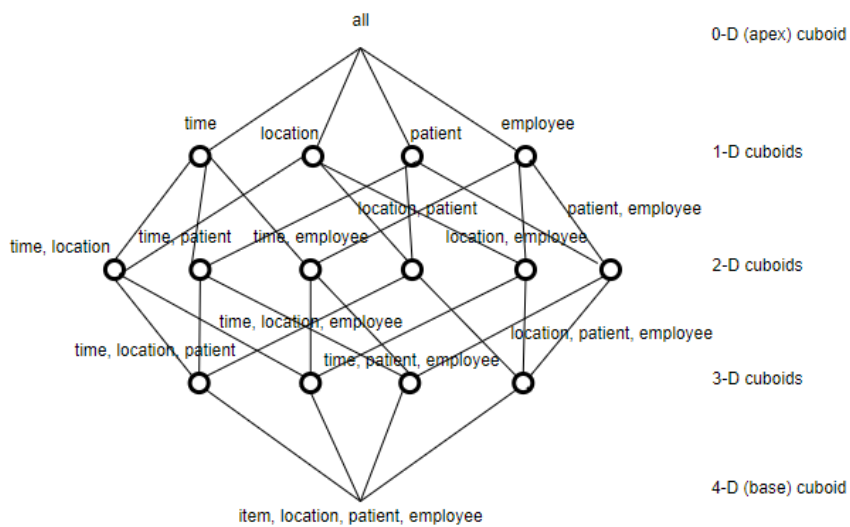 all
0-D (apex) cuboid
time
location
patient
employee
1-D cuboids
location, patient
patient, employee
time, location
time, patient
time, employee
location, employee
2-D cuboids
time, location, employee
location, patient, employee
time, location, patient
time, patient, employee
3-D cuboids
4-D (base) cuboid
item, location, patient, employee